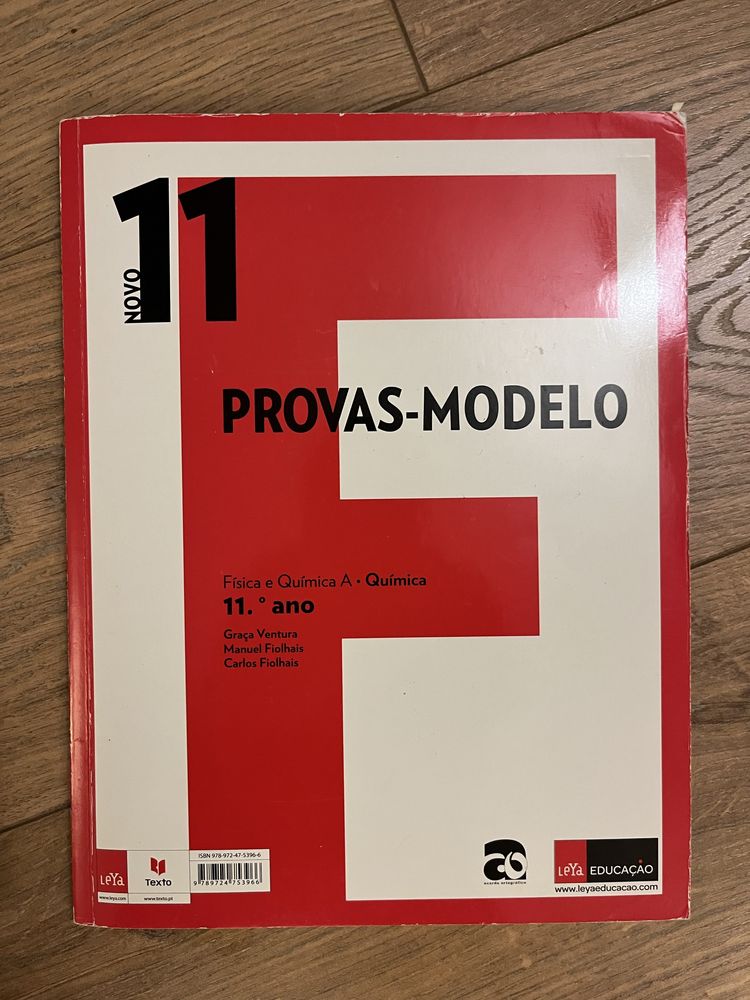 11
NOVO
PROVAS-MODELO
Física e Química A • Química
11.º ano
Graça Ventura
Manuel Fiolhais
Carlos Fiolhais
LeYa
www.leya.com
Texto
www.texto.pt
ISBN 978-972-47-5396-6
9 789724 753966
ao
acordo ortográfico
LeYa EDUCAÇÃO
www.leyaeducacao.com